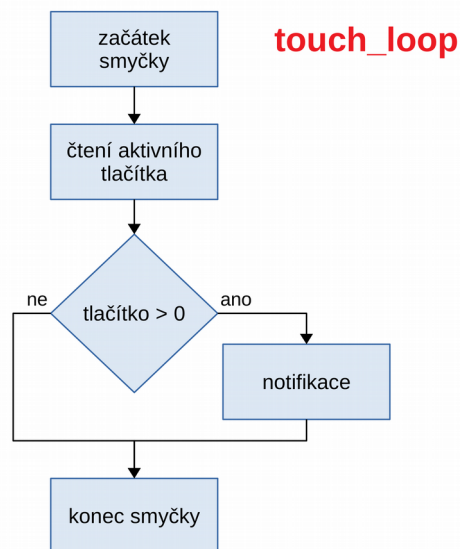 začátek
smyčky
touch_loop
čtení aktivního
tlačítka
ne
tlačítko > 0
ano
notifikace
konec smyčky